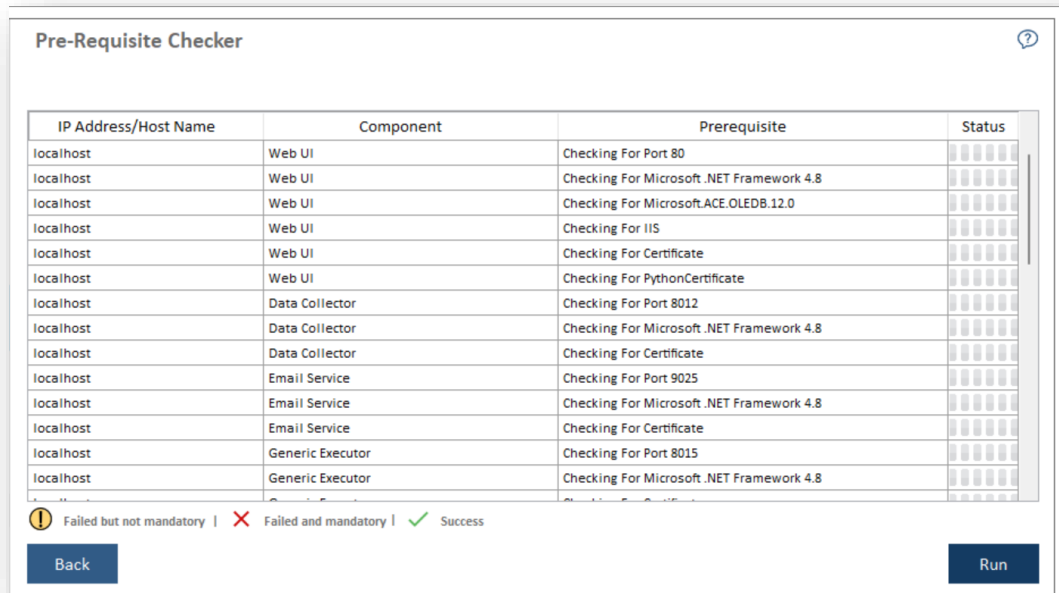 Pre-Requisite Checker
IP Address/Host Name Component Prerequisite Status
localhost Web UI Checking For Port 80
localhost Web UI Checking For Microsoft .NET Framework 4.8
localhost Web UI Checking For Microsoft.ACE.OLEDB.12.0
localhost Web UI Checking For IIS
localhost Web UI Checking For Certificate
localhost Web UI Checking For PythonCertificate
localhost Data Collector Checking For Port 8012
localhost Data Collector Checking For Microsoft .NET Framework 4.8
localhost Data Collector Checking For Certificate
localhost Email Service Checking For Port 9025
localhost Email Service Checking For Microsoft .NET Framework 4.8
localhost Email Service Checking For Certificate
localhost Generic Executor Checking For Port 8015
localhost Generic Executor Checking For Microsoft .NET Framework 4.8
Failed but not mandatory | Failed and mandatory | Success
Back Run